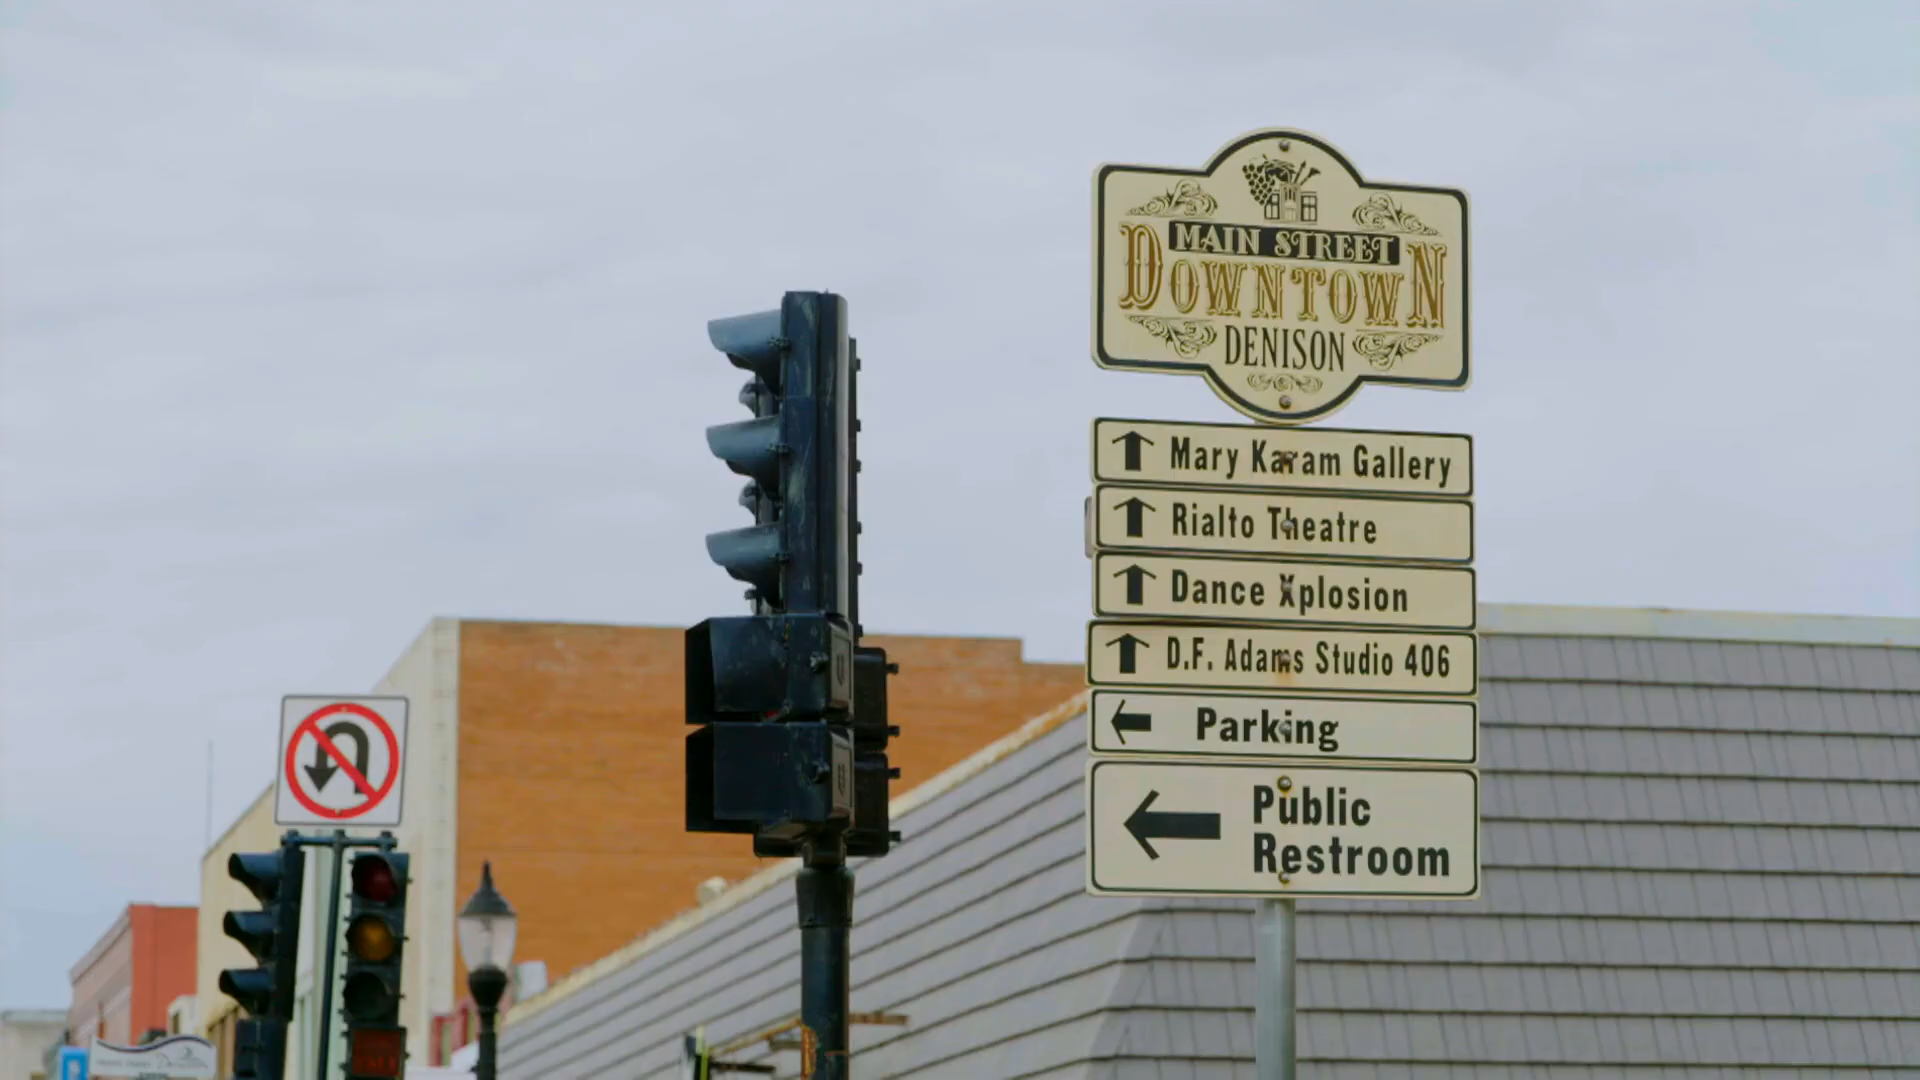 MAIN STREET
DOWNTOWN
DENISON
Mary Karam Gallery
Rialto Theatre
Dance Xplosion
D.F. Adams Studio 406
Parking
Public
Restroom